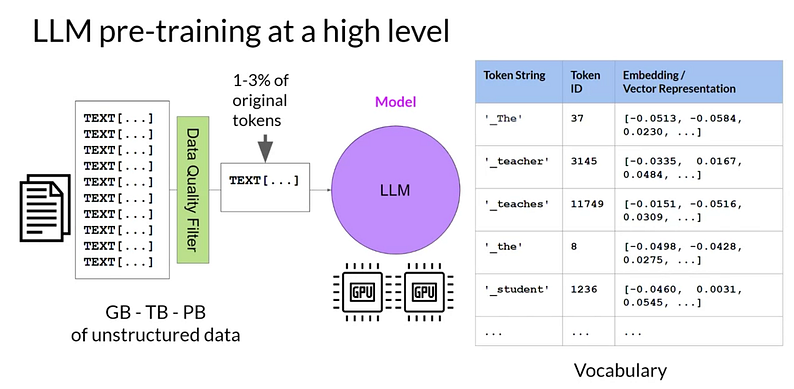 LLM pre-training at a high level
TEXT[...]
TEXT[...]
TEXT[...]
TEXT[...]
TEXT[...]
TEXT[...]
TEXT[...]
TEXT[...]
TEXT[...]
TEXT[...]
GB - TB - PB
of unstructured data
Data Quality Filter
1-3% of
original
tokens
TEXT[...]
Model
LLM
GPU
GPU
Token String Token ID Embedding / Vector Representation
'_The' 37 [-0.0513, -0.0584,
0.0230, ...]
'_teacher' 3145 [-0.0335, 0.0167,
0.0484, ...]
'_teaches' 11749 [-0.0151, -0.0516,
0.0309, ...]
'_the' 8 [-0.0498, -0.0428,
0.0275, ...]
'_student' 1236 [-0.0460, 0.0031,
0.0545, ...]
... ... ...
Vocabulary